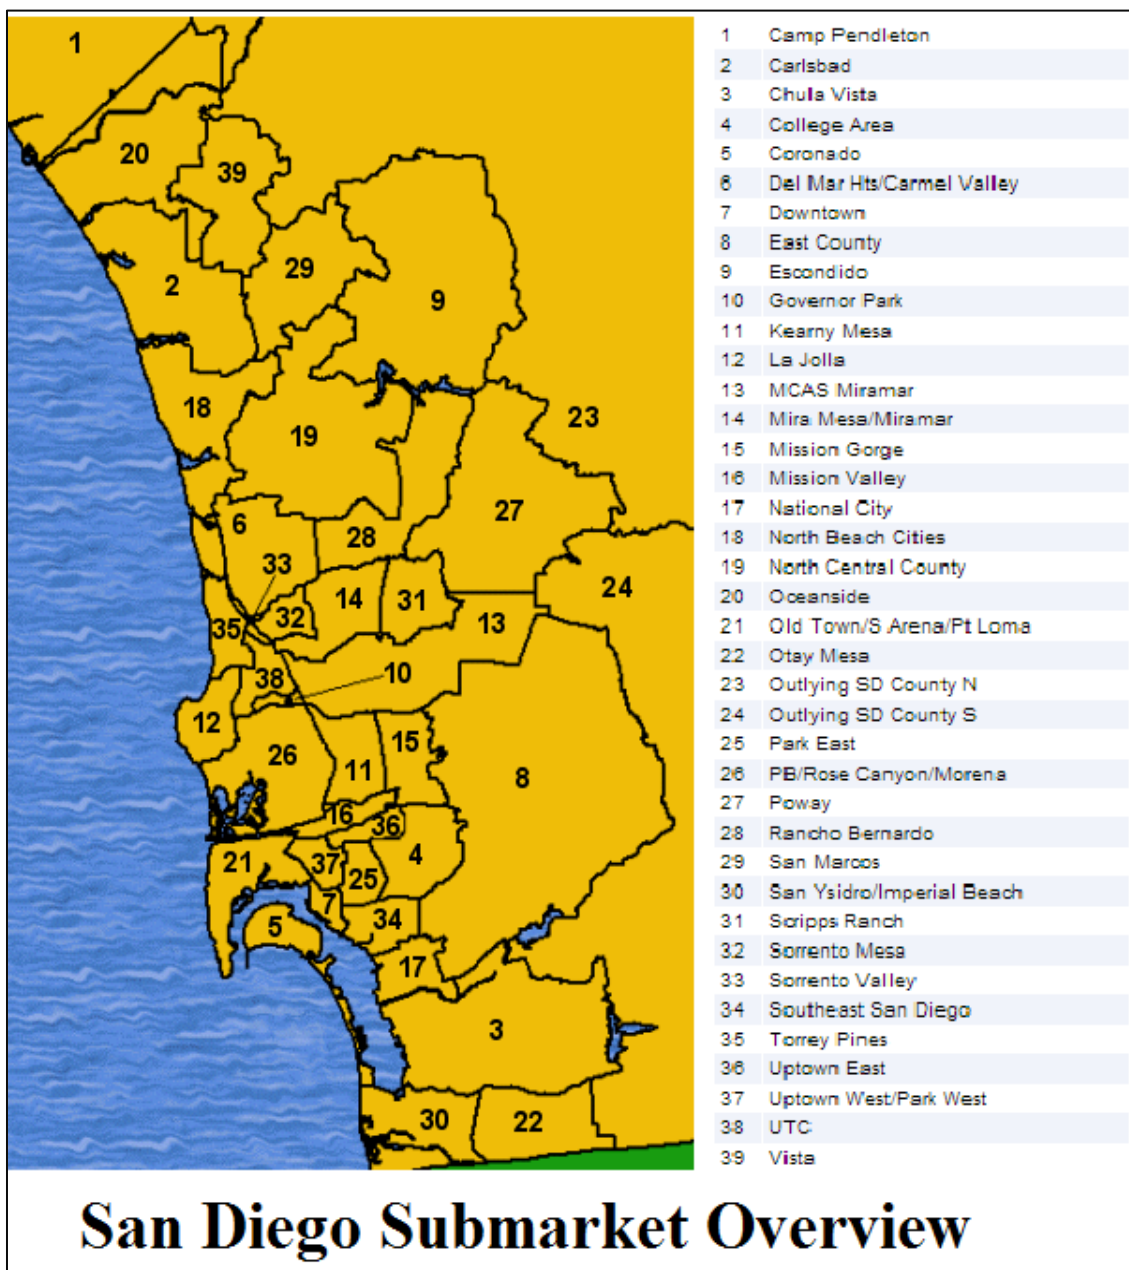 1
20
39
29
2
9
18
19
23
6
28
27
33
32
14
31
13
24
35
38
10
12
26
11
15
8
16
36
21
37
25
4
7
34
5
17
3
30
22
1 Camp Pendleton
2 Carlsbad
3 Chula Vista
4 College Area
5 Coronado
6 Del Mar Hts/Carmel Valley
7 Downtown
8 East County
9 Escondido
10 Governor Park
11 Kearny Mesa
12 La Jolla
13 MCAS Miramar
14 Mira Mesa/Miramar
15 Mission Gorge
16 Mission Valley
17 National City
18 North Beach Cities
19 North Central County
20 Oceanside
21 Old Town/S Arena/Pt Loma
22 Otay Mesa
23 Outlying SD County N
24 Outlying SD County S
25 Park East
26 PB/Rose Canyon/Morena
27 Poway
28 Rancho Bernardo
29 San Marcos
30 San Ysidro/Imperial Beach
31 Scripps Ranch
32 Sorrento Mesa
33 Sorrento Valley
34 Southeast San Diego
35 Torrey Pines
36 Uptown East
37 Uptown West/Park West
38 UTC
39 Vista
San Diego Submarket Overview